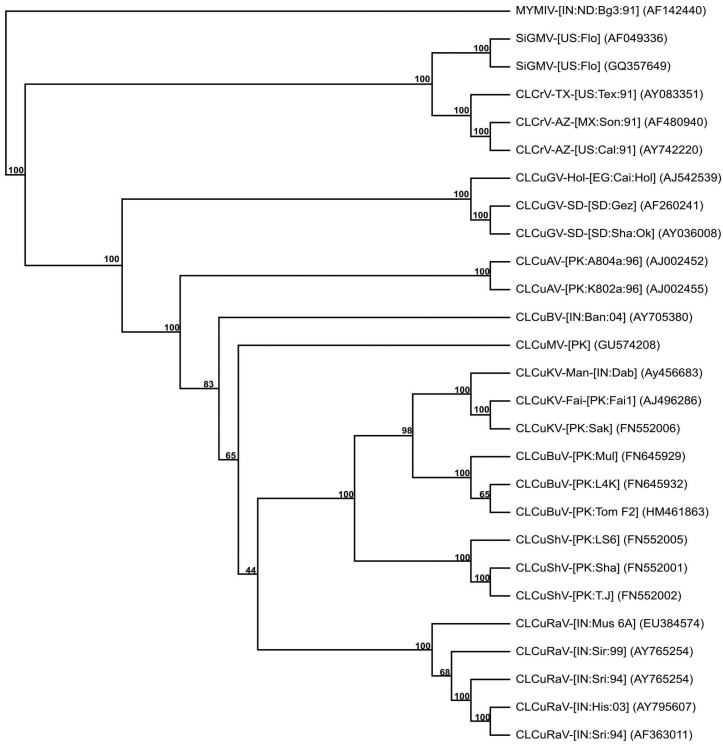 MYMIV-[IN:ND:Bg3:91] (AF142440)
SiGMV-[US:Flo] (AF049336)
100
SiGMV-[US:Flo] (GQ357649)
100
CLCrV-TX-[US:Tex:91] (AY083351)
100
CLCrV-AZ-[MX:Son:91] (AF480940)
100
CLCrV-AZ-[US:Cal:91] (AY742220)
100
CLCuGV-Hol-[EG:Cai:Hol] (AJ542539)
100
CLCuGV-SD-[SD:Gez] (AF260241)
100
CLCuGV-SD-[SD:Sha:Ok] (AY036008)
100
CLCuAV-[PK:A804a:96] (AJ002452)
100
CLCuAV-[PK:K802a:96] (AJ002455)
CLCuBV-[IN:Ban:04] (AY705380)
100
CLCuMV-[PK] (GU574208)
CLCuKV-Man-[IN:Dab] (Ay456683)
83
100
CLCuKV-Fai-[PK:Fai1] (AJ496286)
100
CLCuKV-[PK:Sak] (FN552006)
98
CLCuBuV-[PK:Mul] (FN645929)
65
100
CLCuBuV-[PK:L4K] (FN645932)
65
CLCuBuV-[PK:Tom F2] (HM461863)
100
CLCuShV-[PK:LS6] (FN552005)
100
CLCuShV-[PK:Sha] (FN552001)
44
100
CLCuShV-[PK:T.J] (FN552002)
CLCuRaV-[IN:Mus 6A] (EU384574)
100
CLCuRaV-[IN:Sir:99] (AY765254)
68
CLCuRaV-[IN:Sri:94] (AY765254)
100
CLCuRaV-[IN:His:03] (AY795607)
100
CLCuRaV-[IN:Sri:94] (AF363011)